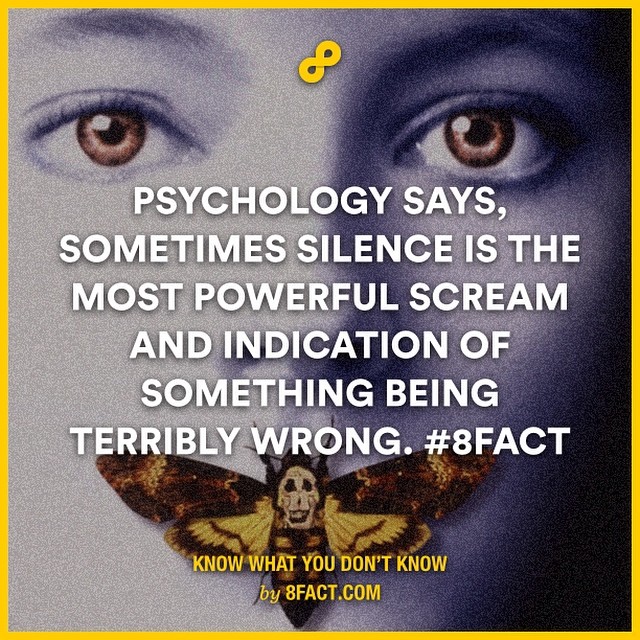 PSYCHOLOGY SAYS,
SOMETIMES SILENCE IS THE
MOST POWERFUL SCREAM
AND INDICATION OF
SOMETHING BEING
TERRIBLY WRONG. #8FACT
KNOW WHAT YOU DON'T KNOW
by 8FACT.COM